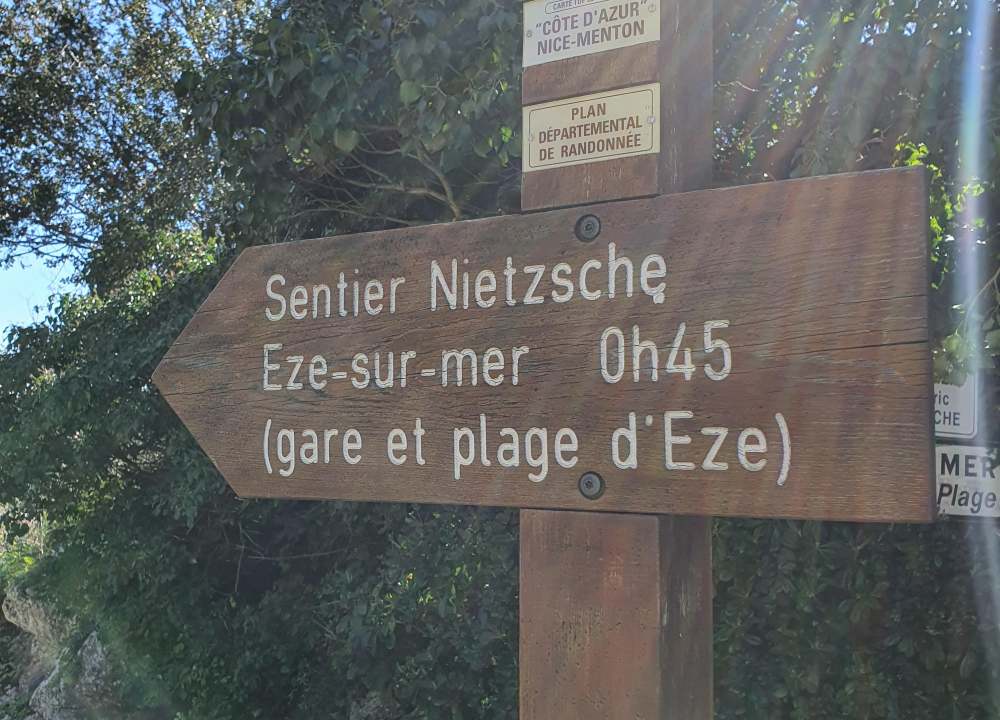 "CÔTE D'AZUR"
NICE-MENTON
PLAN
DÉPARTEMENTAL
DE RANDONNÉE
Sentier Nietzsche
Eze-sur-mer 0h45
(gare et plage d'Eze)
MER
Plage